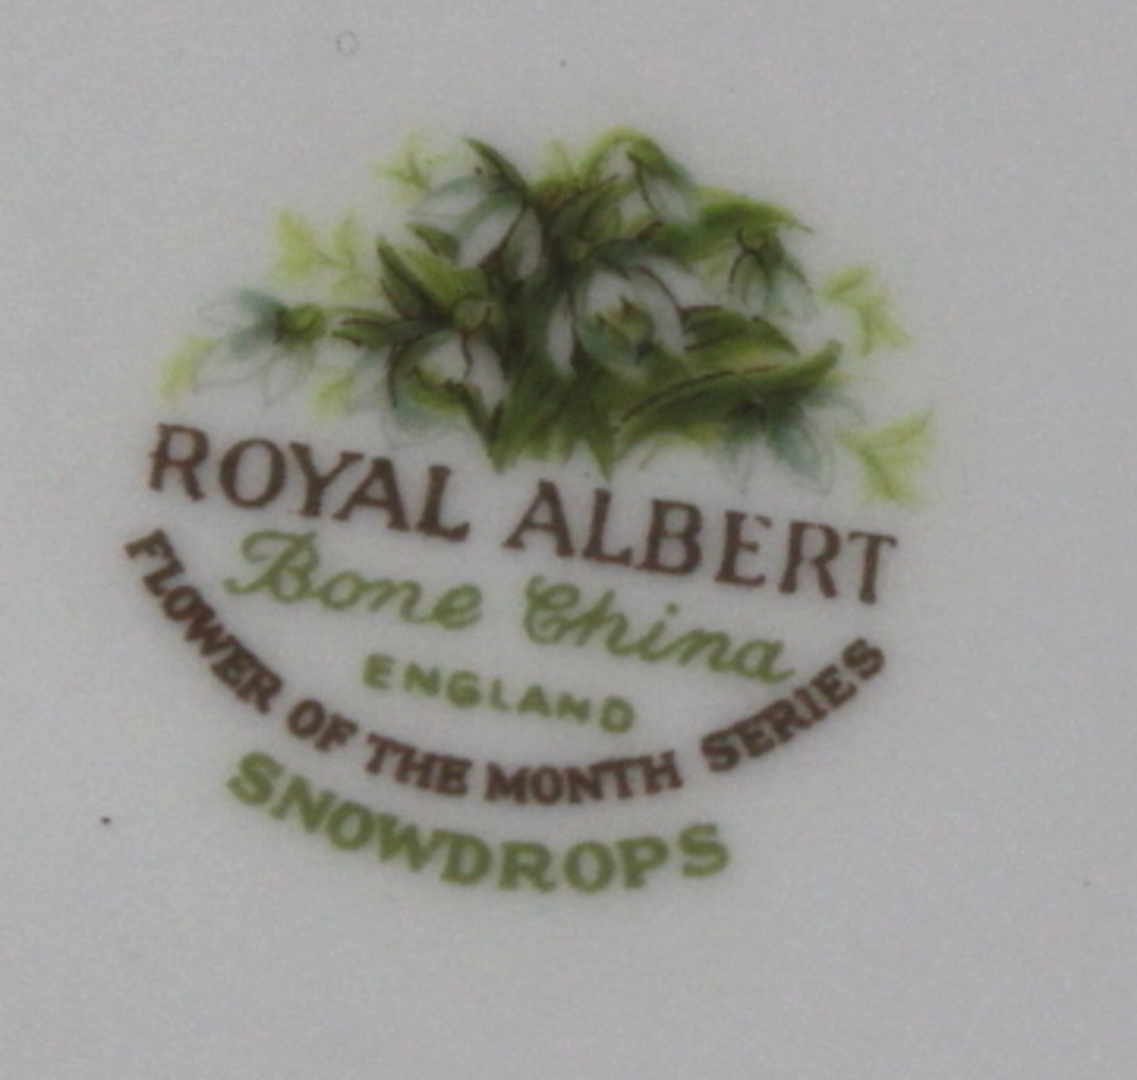 ROYAL ALBERT
Bone China
ENGLAND
FLOWER OF THE MONTH SERIES
SNOWDROPS